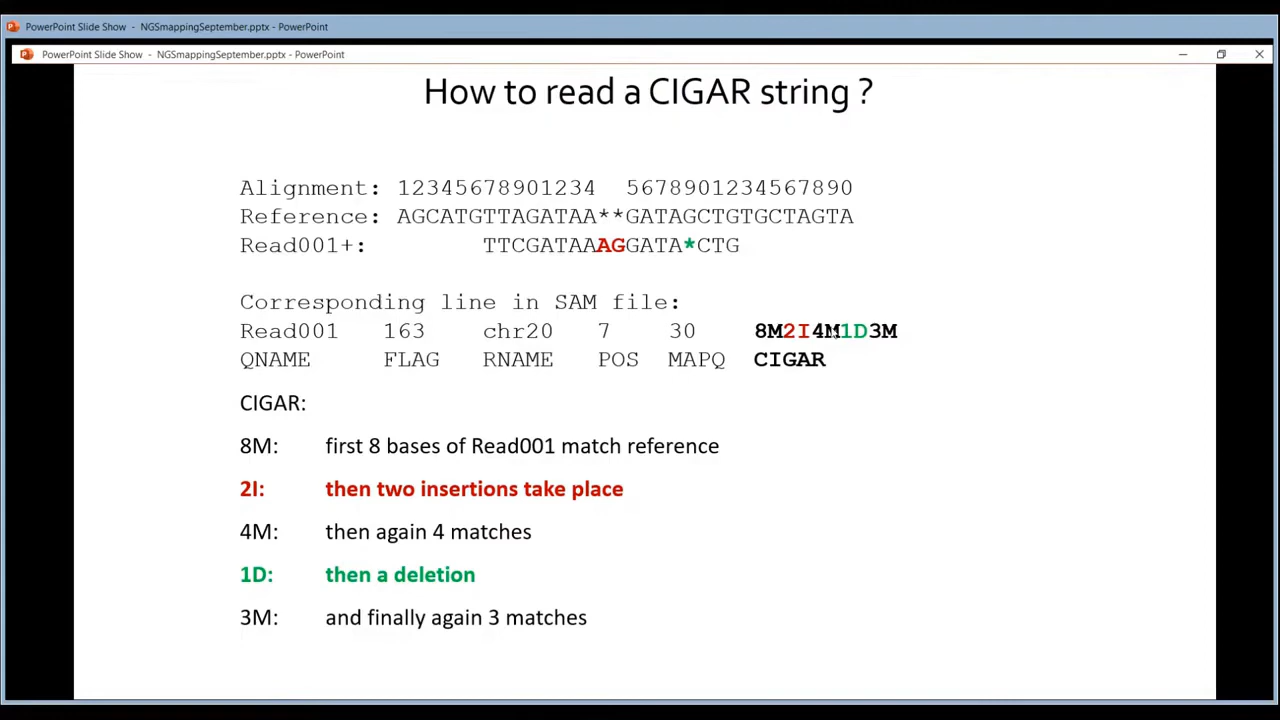 PowerPoint Slide Show - NGSmappingSeptember.pptx - PowerPoint
PowerPoint Slide Show - NGSmappingSeptember.pptx - PowerPoint
How to read a CIGAR string ?
Alignment: 12345678901234  5678901234567890
Reference: AGCATGTTAGATAA**GATAGCTGTGCTAGTA
Read001+: TTCGATAAAGGATA*CTG
Corresponding line in SAM file:
Read001 163 chr20 7 30 8M2I4M1D3M
QNAME FLAG RNAME POS MAPQ CIGAR
CIGAR:
8M: first 8 bases of Read001 match reference
2I: then two insertions take place
4M: then again 4 matches
1D: then a deletion
3M: and finally again 3 matches